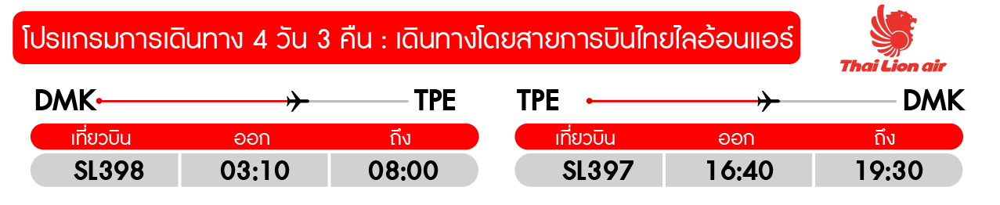 โปรแกรมการเดินทาง 4 วัน 3 คืน : เดินทางโดยสายการบินไทยไลอ้อนแอร์
Thai Lion air
DMK TPE
เที่ยวบิน ออก ถึง
SL398 03:10 08:00
TPE DMK
เที่ยวบิน ออก ถึง
SL397 16:40 19:30